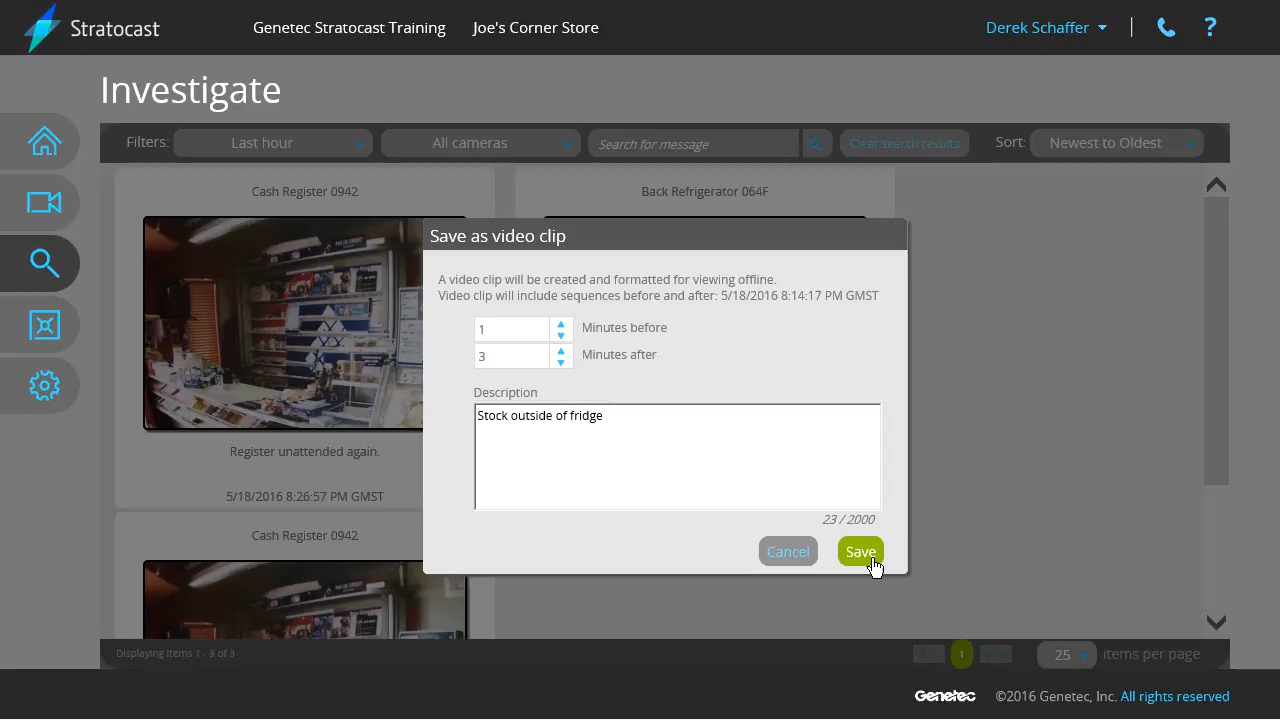 Stratocast
Genetec Stratocast Training
Joe's Corner Store
Derek Schaffer
?
Investigate
Filters:
Last hour
All cameras
Search for message
Clear search results
Sort:
Newest to Oldest
Cash Register 0942
Back Refrigerator 064F
Save as video clip
A video clip will be created and formatted for viewing offline.
Video clip will include sequences before and after: 5/18/2016 8:14:17 PM GMST
1
Minutes before
3
Minutes after
Description
Stock outside of fridge
23 / 2000
Cancel
Save
Register unattended again.
5/18/2016 8:26:57 PM GMST
Cash Register 0942
Displaying items 1 - 3 of 3
1
25
items per page
Genetec
©2016 Genetec, Inc. All rights reserved